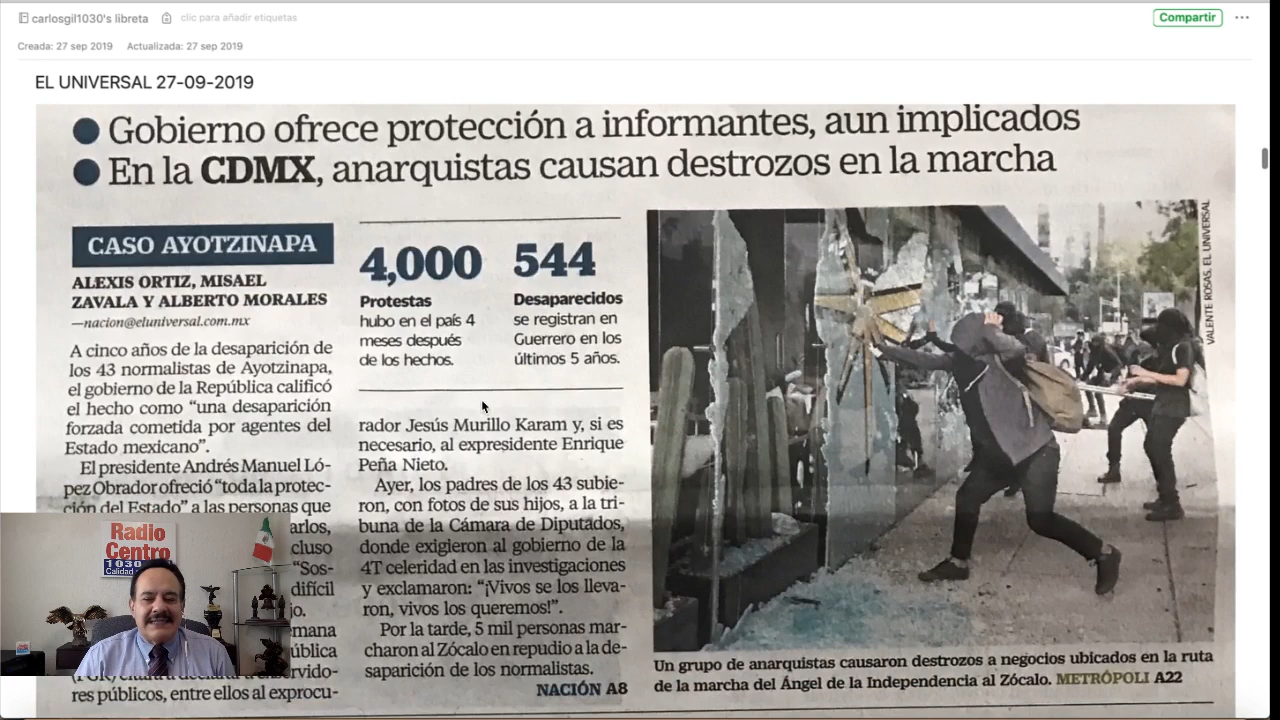 carlosgil1030's libreta
clic para añadir etiquetas
Compartir
Creada: 27 sep 2019 Actualizada: 27 sep 2019
EL UNIVERSAL 27-09-2019
● Gobierno ofrece protección a informantes, aun implicados
● En la CDMX, anarquistas causan destrozos en la marcha
CASO AYOTZINAPA
ALEXIS ORTIZ, MISAEL
ZAVALA Y ALBERTO MORALES
—nacion@eluniversal.com.mx
A cinco años de la desaparición de
los 43 normalistas de Ayotzinapa,
el gobierno de la República calificó
el hecho como “una desaparición
forzada cometida por agentes del
Estado mexicano”.
El presidente Andrés Manuel Ló-
pez Obrador ofreció “toda la protec-
ción del Estado” a las personas que
arlos,
cluso
“Sos-
difícil
jo.
mana
ública
rvido-
res públicos, entre ellos al exprocu-
4,000
Protestas
hubo en el país 4
meses después
de los hechos.
544
Desaparecidos
se registran en
Guerrero en los
últimos 5 años.
rador Jesús Murillo Karam y, si es
necesario, al expresidente Enrique
Peña Nieto.
Ayer, los padres de los 43 subie-
ron, con fotos de sus hijos, a la tri-
buna de la Cámara de Diputados,
donde exigieron al gobierno de la
4T celeridad en las investigaciones
y exclamaron: “¡Vivos se los lleva-
ron, vivos los queremos!”.
Por la tarde, 5 mil personas mar-
charon al Zócalo en repudio a la de-
saparición de los normalistas.
NACIÓN A8
VALENTE ROSAS. EL UNIVERSAL
Un grupo de anarquistas causaron destrozos a negocios ubicados en la ruta
de la marcha del Ángel de la Independencia al Zócalo. METRÓPOLI A22
Radio
Centro
1030
Calidad